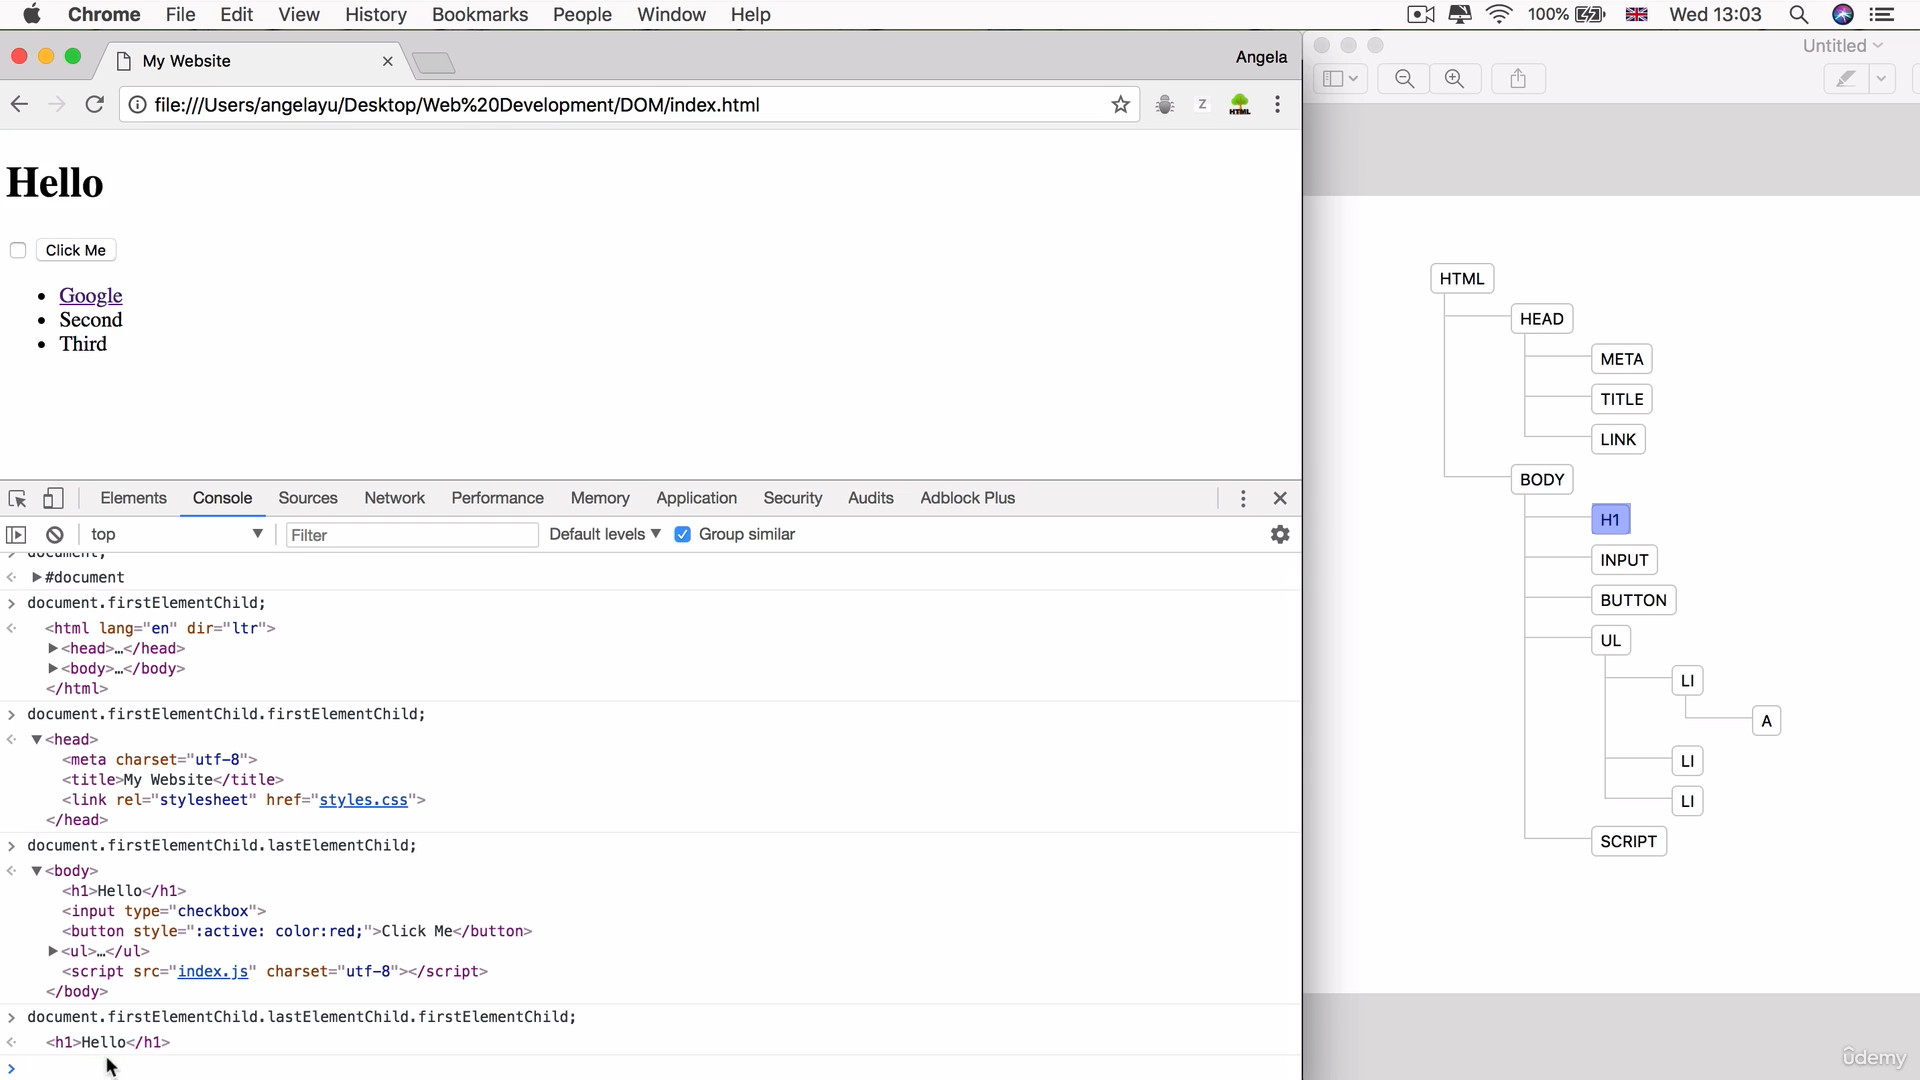 Chrome File Edit View History Bookmarks People Window Help 100% Wed 13:03
My Website Angela
Untitled
file:///Users/angelayu/Desktop/Web%20Development/DOM/index.html Z HTML
Hello
Click Me
Google
Second
Third
Elements Console Sources Network Performance Memory Application Security Audits Adblock Plus
top Filter Default levels Group similar
document;
#document
document.firstElementChild;
<html lang="en" dir="ltr">
<head>…</head>
<body>…</body>
</html>
document.firstElementChild.firstElementChild;
<head>
<meta charset="utf-8">
<title>My Website</title>
<link rel="stylesheet" href="styles.css">
</head>
document.firstElementChild.lastElementChild;
<body>
<h1>Hello</h1>
<input type="checkbox">
<button style=":active: color:red;">Click Me</button>
<ul>…</ul>
<script src="index.js" charset="utf-8"></script>
</body>
document.firstElementChild.lastElementChild.firstElementChild;
<h1>Hello</h1>
HTML
HEAD
META
TITLE
LINK
BODY
H1
INPUT
BUTTON
UL
LI
A
LI
LI
SCRIPT
ûdemy